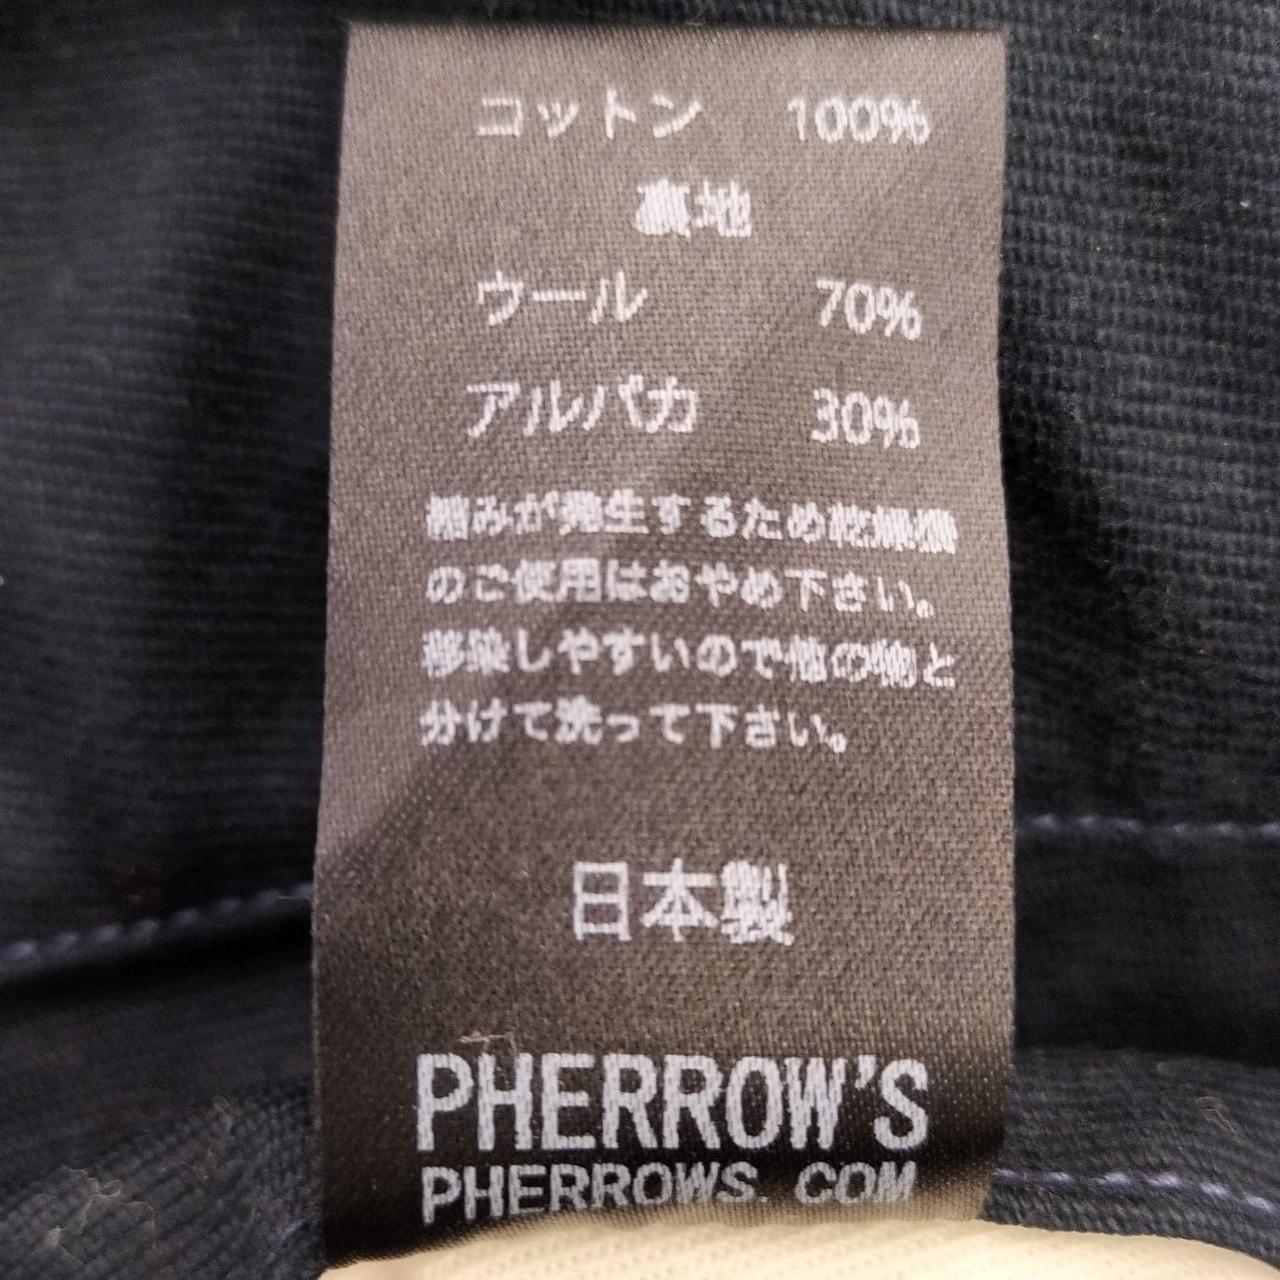 コットン 100%
裏地
ウール 70%
アルパカ 30%
縮みが発生するため乾燥機
のご使用はおやめ下さい。
移染しやすいので他の物と
分けて洗って下さい。
日本製
PHERROW'S
PHERROWS. COM